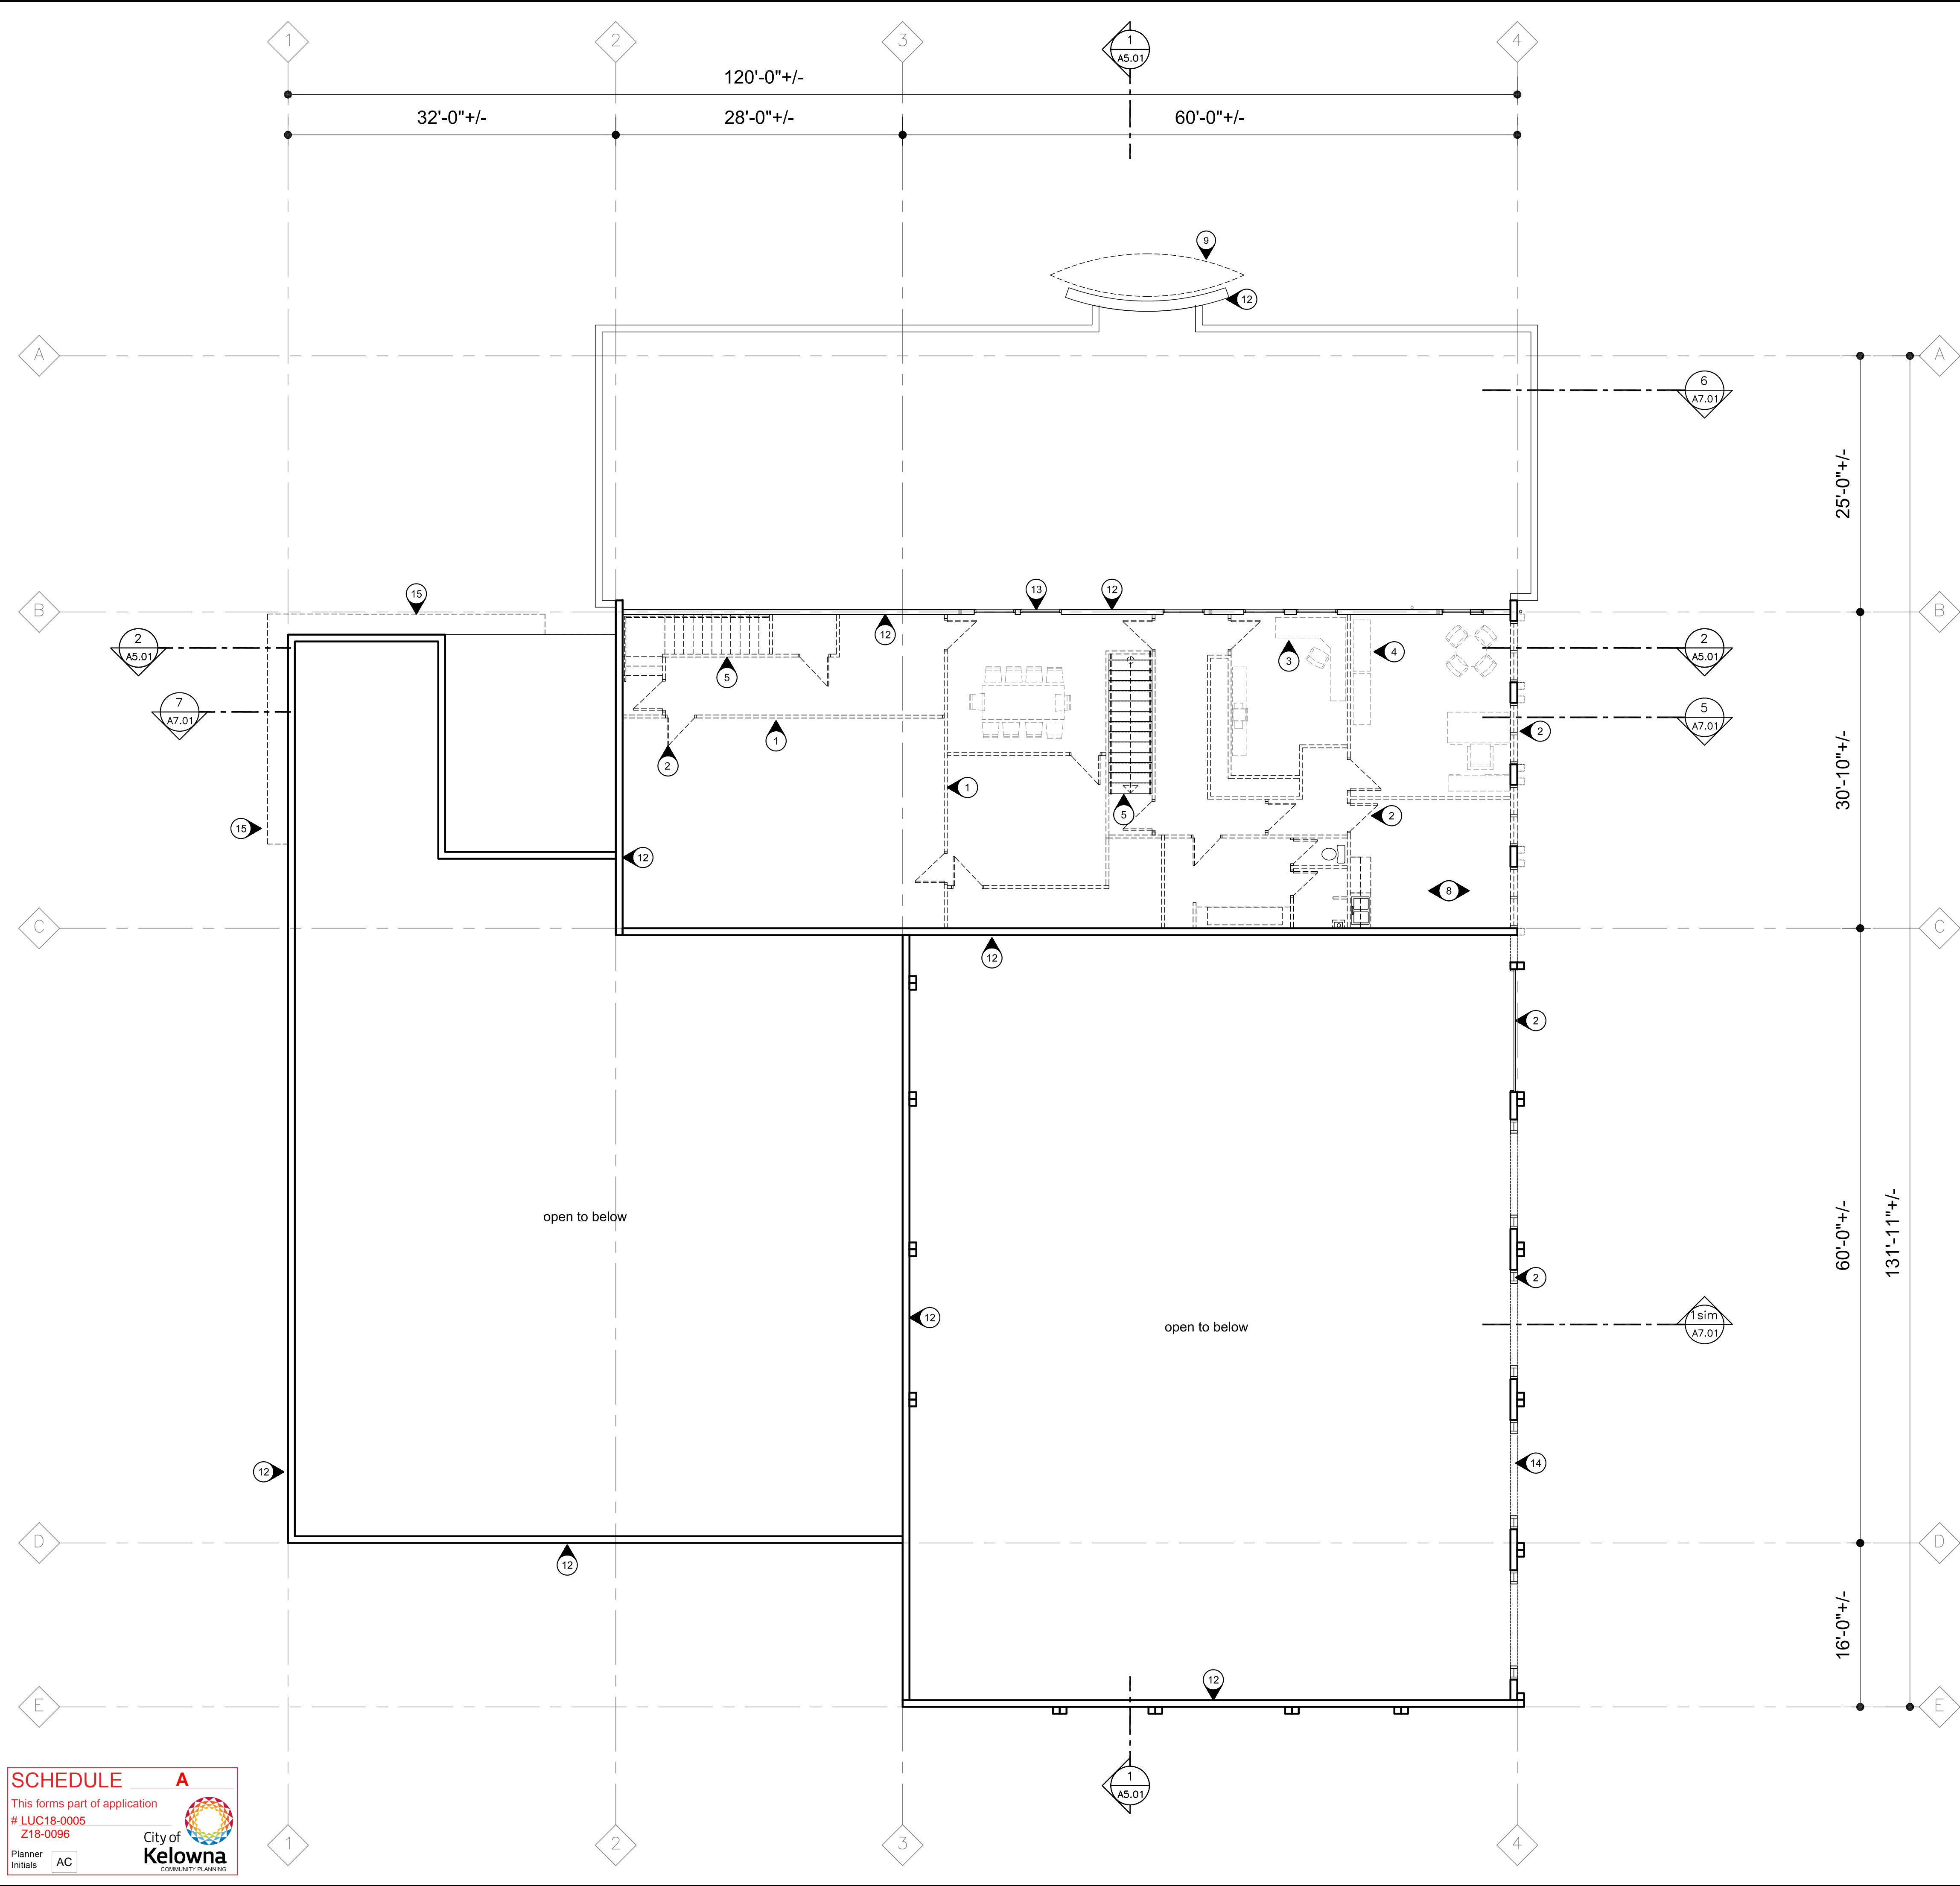 1
2
3
1
A5.01
4
120'-0"+/-
32'-0"+/-
28'-0"+/-
60'-0"+/-
9
12
A
A
6
A7.01
25'-0"+/-
15
13
12
B
B
12
2
A5.01
3
4
2
A5.01
5
7
A7.01
5
A7.01
2
1
2
30'-10"+/-
1
5
2
15
12
8
C
C
12
2
open to below
60'-0"+/-
131'-11"+/-
2
12
open to below
1sim
A7.01
14
12
D
D
12
16'-0"+/-
12
E
E
1
A5.01
1
2
3
4
SCHEDULE A
This forms part of application
# LUC18-0005
Z18-0096
City of
Kelowna
COMMUNITY PLANNING
Planner
Initials
AC